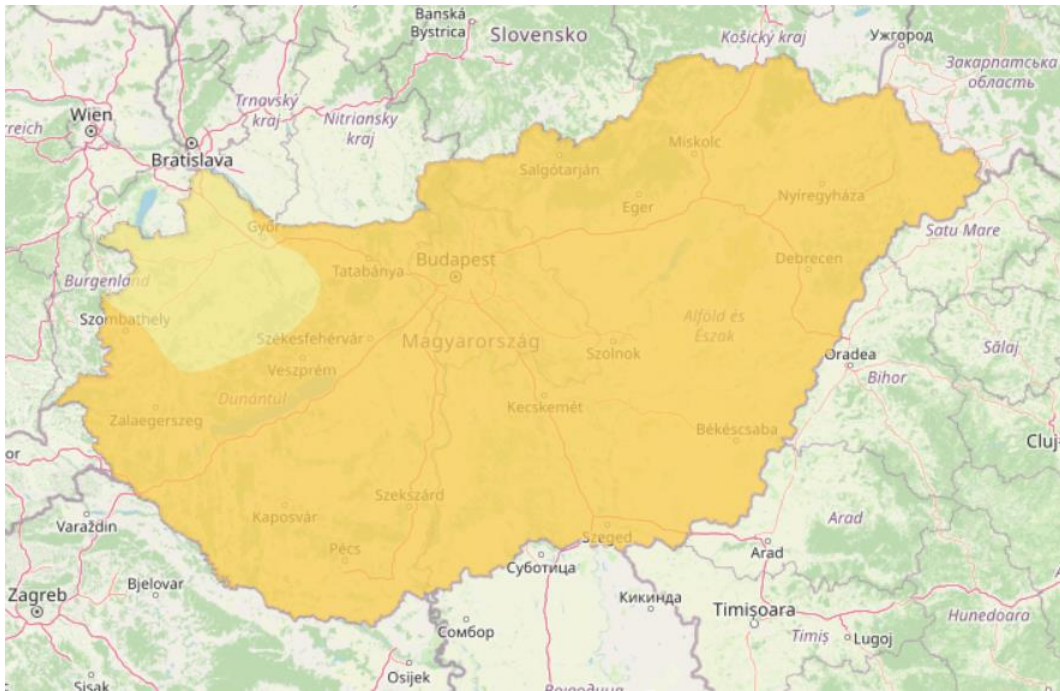 Banská
Bystrica
Slovensko
Košický kraj
Ужгород
Закарпатська
область
Wien
Trnavský
kraj
Nitriansky
kraj
Bratislava
Miskolc
Salgótarján
Eger
Nyíregyháza
Győr
Satu Mare
Budapest
Tatabánya
Debrecen
Burgenland
Szombathely
Székesfehérvár
Magyarország
Alföld és
Észak
Szolnok
Oradea
Sălaj
Veszprém
Bihor
Dunántúl
Kecskemét
Zalaegerszeg
Békéscsaba
Cluj
Szekszárd
Kaposvár
Varaždin
Szeged
Arad
Pécs
Суботица
Arad
Bjelovar
Zagreb
Кикинда
Timișoara
Hunedoara
Сомбор
Timiș
Lugoj
Osijek
Sisak